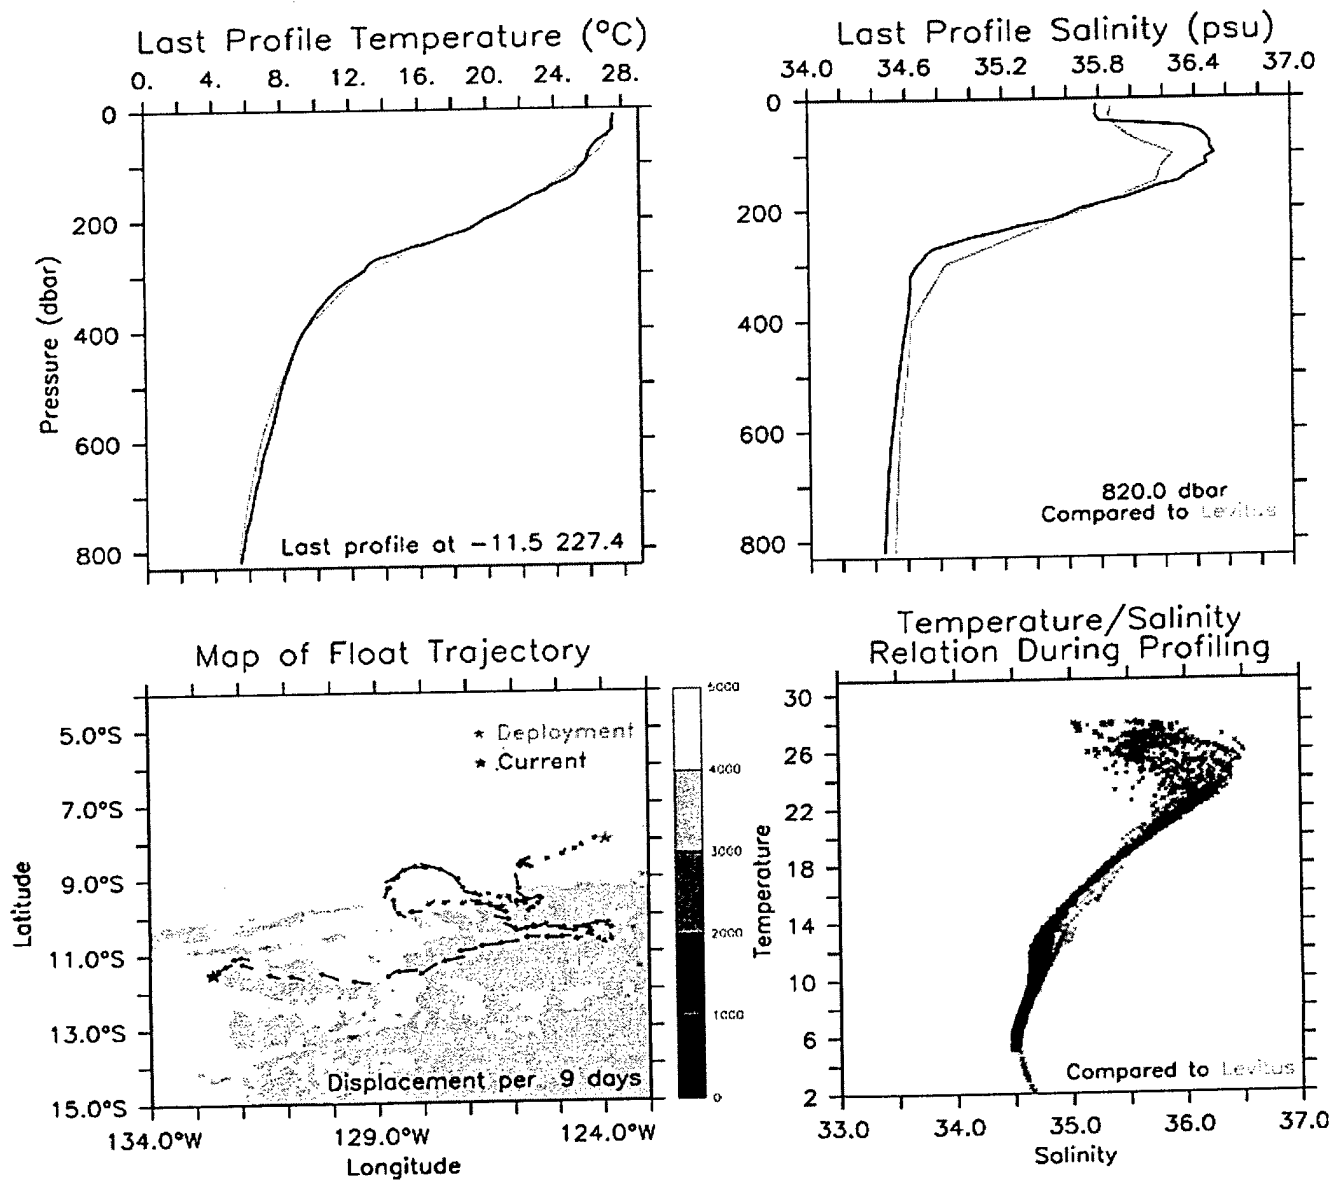 Last Profile Temperature (°C)
0. 4. 8. 12. 16. 20. 24. 28.
0
200
400
600
800
Pressure (dbar)
Last profile at -11.5 227.4
Last Profile Salinity (psu)
34.0 34.6 35.2 35.8 36.4 37.0
0
200
400
600
800
820.0 dbar
Compared to Levitus
Map of Float Trajectory
5.0°S
7.0°S
9.0°S
11.0°S
13.0°S
15.0°S
Latitude
* Deployment
* Current
Displacement per 9 days
134.0°W 129.0°W 124.0°W
Longitude
5000
4000
3000
2000
1000
0
Temperature/Salinity
Relation During Profiling
30
26
22
18
14
10
6
2
Temperature
Compared to Levitus
33.0 34.0 35.0 36.0 37.0
Salinity